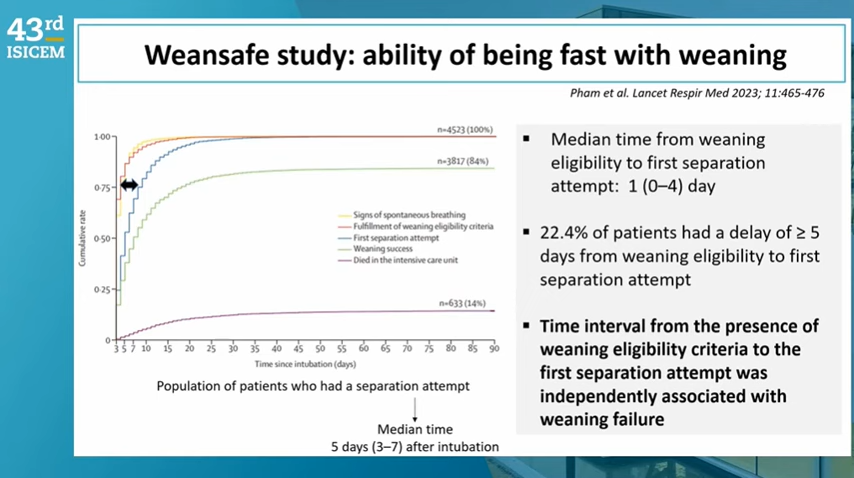 43rd
ISICEM
Weansafe study: ability of being fast with weaning
Pham et al. Lancet Respir Med 2023; 11:465-476
n=4523 (100%)
n=3817 (84%)
n=633 (14%)
1·00
0·75
0·50
0·25
0
Cumulative rate
Signs of spontaneous breathing
Fulfillment of weaning eligibility criteria
First separation attempt
Weaning success
Died in the intensive care unit
3 5 7 10 15 20 25 30 35 40 45 50 55 60 65 70 75 80 85 90
Time since intubation (days)
Population of patients who had a separation attempt
Median time
5 days (3–7) after intubation
▪ Median time from weaning
eligibility to first separation
attempt: 1 (0–4) day
▪ 22.4% of patients had a delay of ≥ 5
days from weaning eligibility to first
separation attempt
▪ Time interval from the presence of
weaning eligibility criteria to the
first separation attempt was
independently associated with
weaning failure